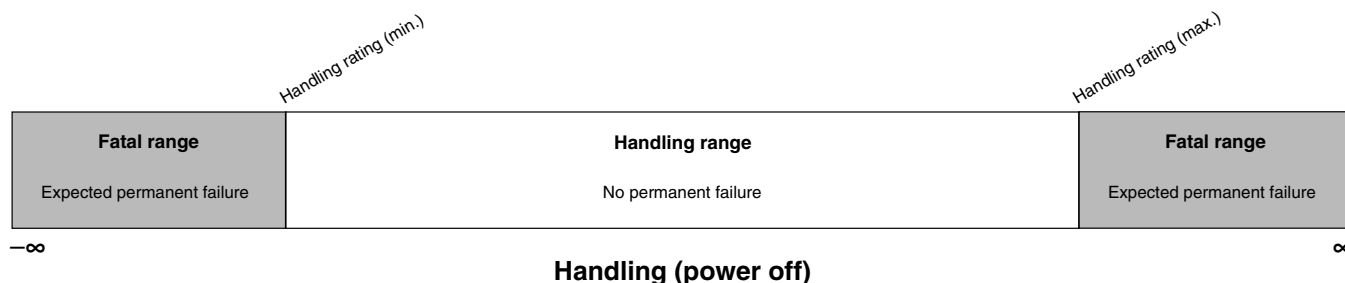 Handling rating (min.)
Handling rating (max.)
Fatal range
Handling range
Fatal range
Expected permanent failure
No permanent failure
Expected permanent failure
–∞
∞
Handling (power off)